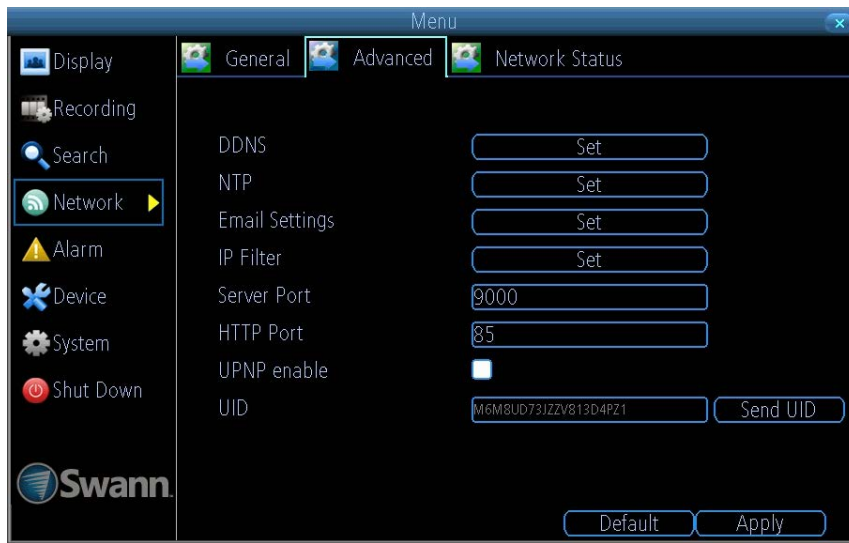 Menu
Display
Recording
Search
Network
Alarm
Device
System
Shut Down
Swann.
General Advanced Network Status
DDNS Set
NTP Set
Email Settings Set
IP Filter Set
Server Port 9000
HTTP Port 85
UPNP enable
UID M6M8UD73JZZV813D4PZ1 Send UID
Default Apply